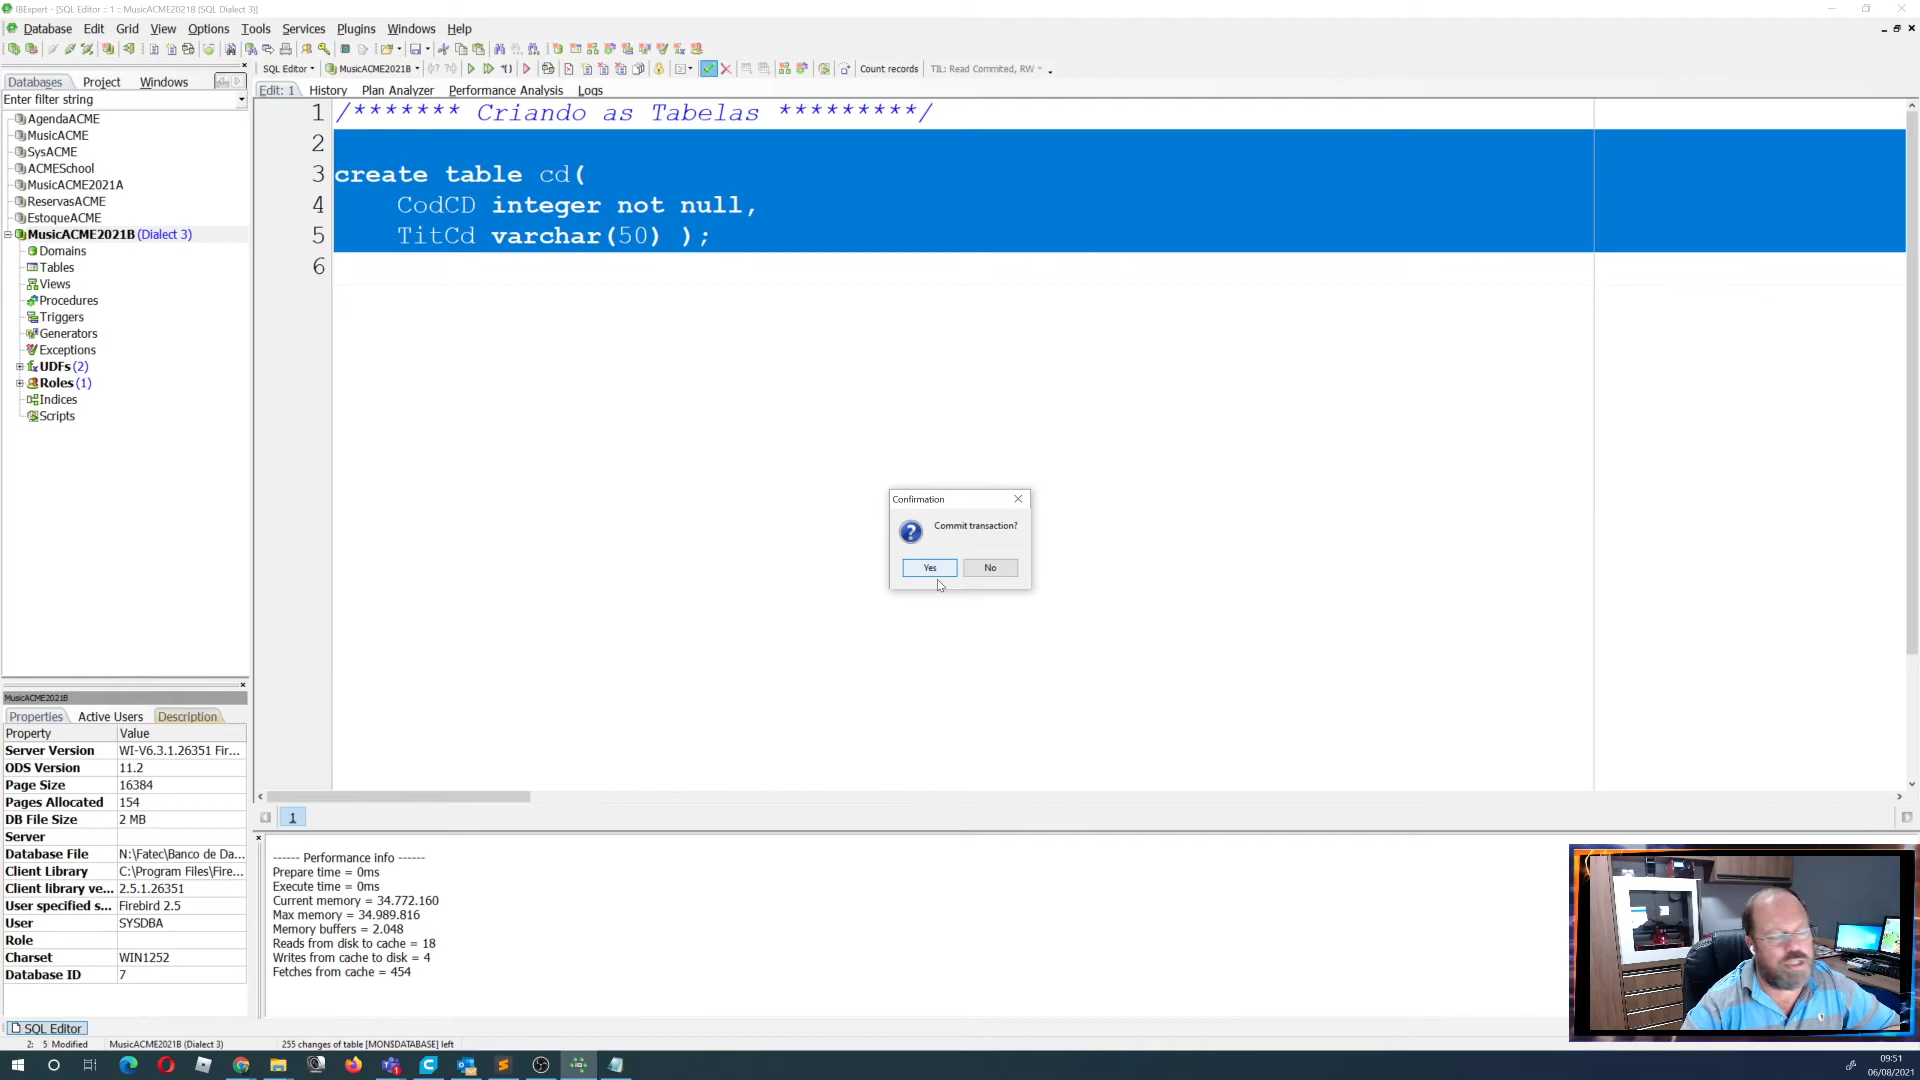 IBExpert - [SQL Editor :: 1 :: MusicACME2021B (SQL Dialect 3)]
Database Edit Grid View Options Tools Services Plugins Windows Help
Databases Project Windows
SQL Editor MusicACME2021B Count records TIL: Read Commited, RW
Enter filter string
Edit: 1 History Plan Analyzer Performance Analysis Logs
AgendaACME
MusicACME
SysACME
ACMESchool
MusicACME2021A
ReservasACME
EstoqueACME
MusicACME2021B (Dialect 3)
Domains
Tables
Views
Procedures
Triggers
Generators
Exceptions
UDFs (2)
Roles (1)
Indices
Scripts
1 /******* Criando as Tabelas *********/
2
3 create table cd(
4 CodCD integer not null,
5 TitCd varchar(50) );
6
Confirmation
Commit transaction?
Yes No
1
MusicACME2021B
Properties Active Users Description
Property Value
Server Version WI-V6.3.1.26351 Fir...
ODS Version 11.2
Page Size 16384
Pages Allocated 154
DB File Size 2 MB
Server
Database File N:\Fatec\Banco de Da...
Client Library C:\Program Files\Fire...
Client library ve... 2.5.1.26351
User specified s... Firebird 2.5
User SYSDBA
Role
Charset WIN1252
Database ID 7
------ Performance info ------
Prepare time = 0ms
Execute time = 0ms
Current memory = 34.772.160
Max memory = 34.989.816
Memory buffers = 2.048
Reads from disk to cache = 18
Writes from cache to disk = 4
Fetches from cache = 454
SQL Editor
2: 5 Modified MusicACME2021B (Dialect 3) 255 changes of table [MON$DATABASE] left
09:51
06/08/2021